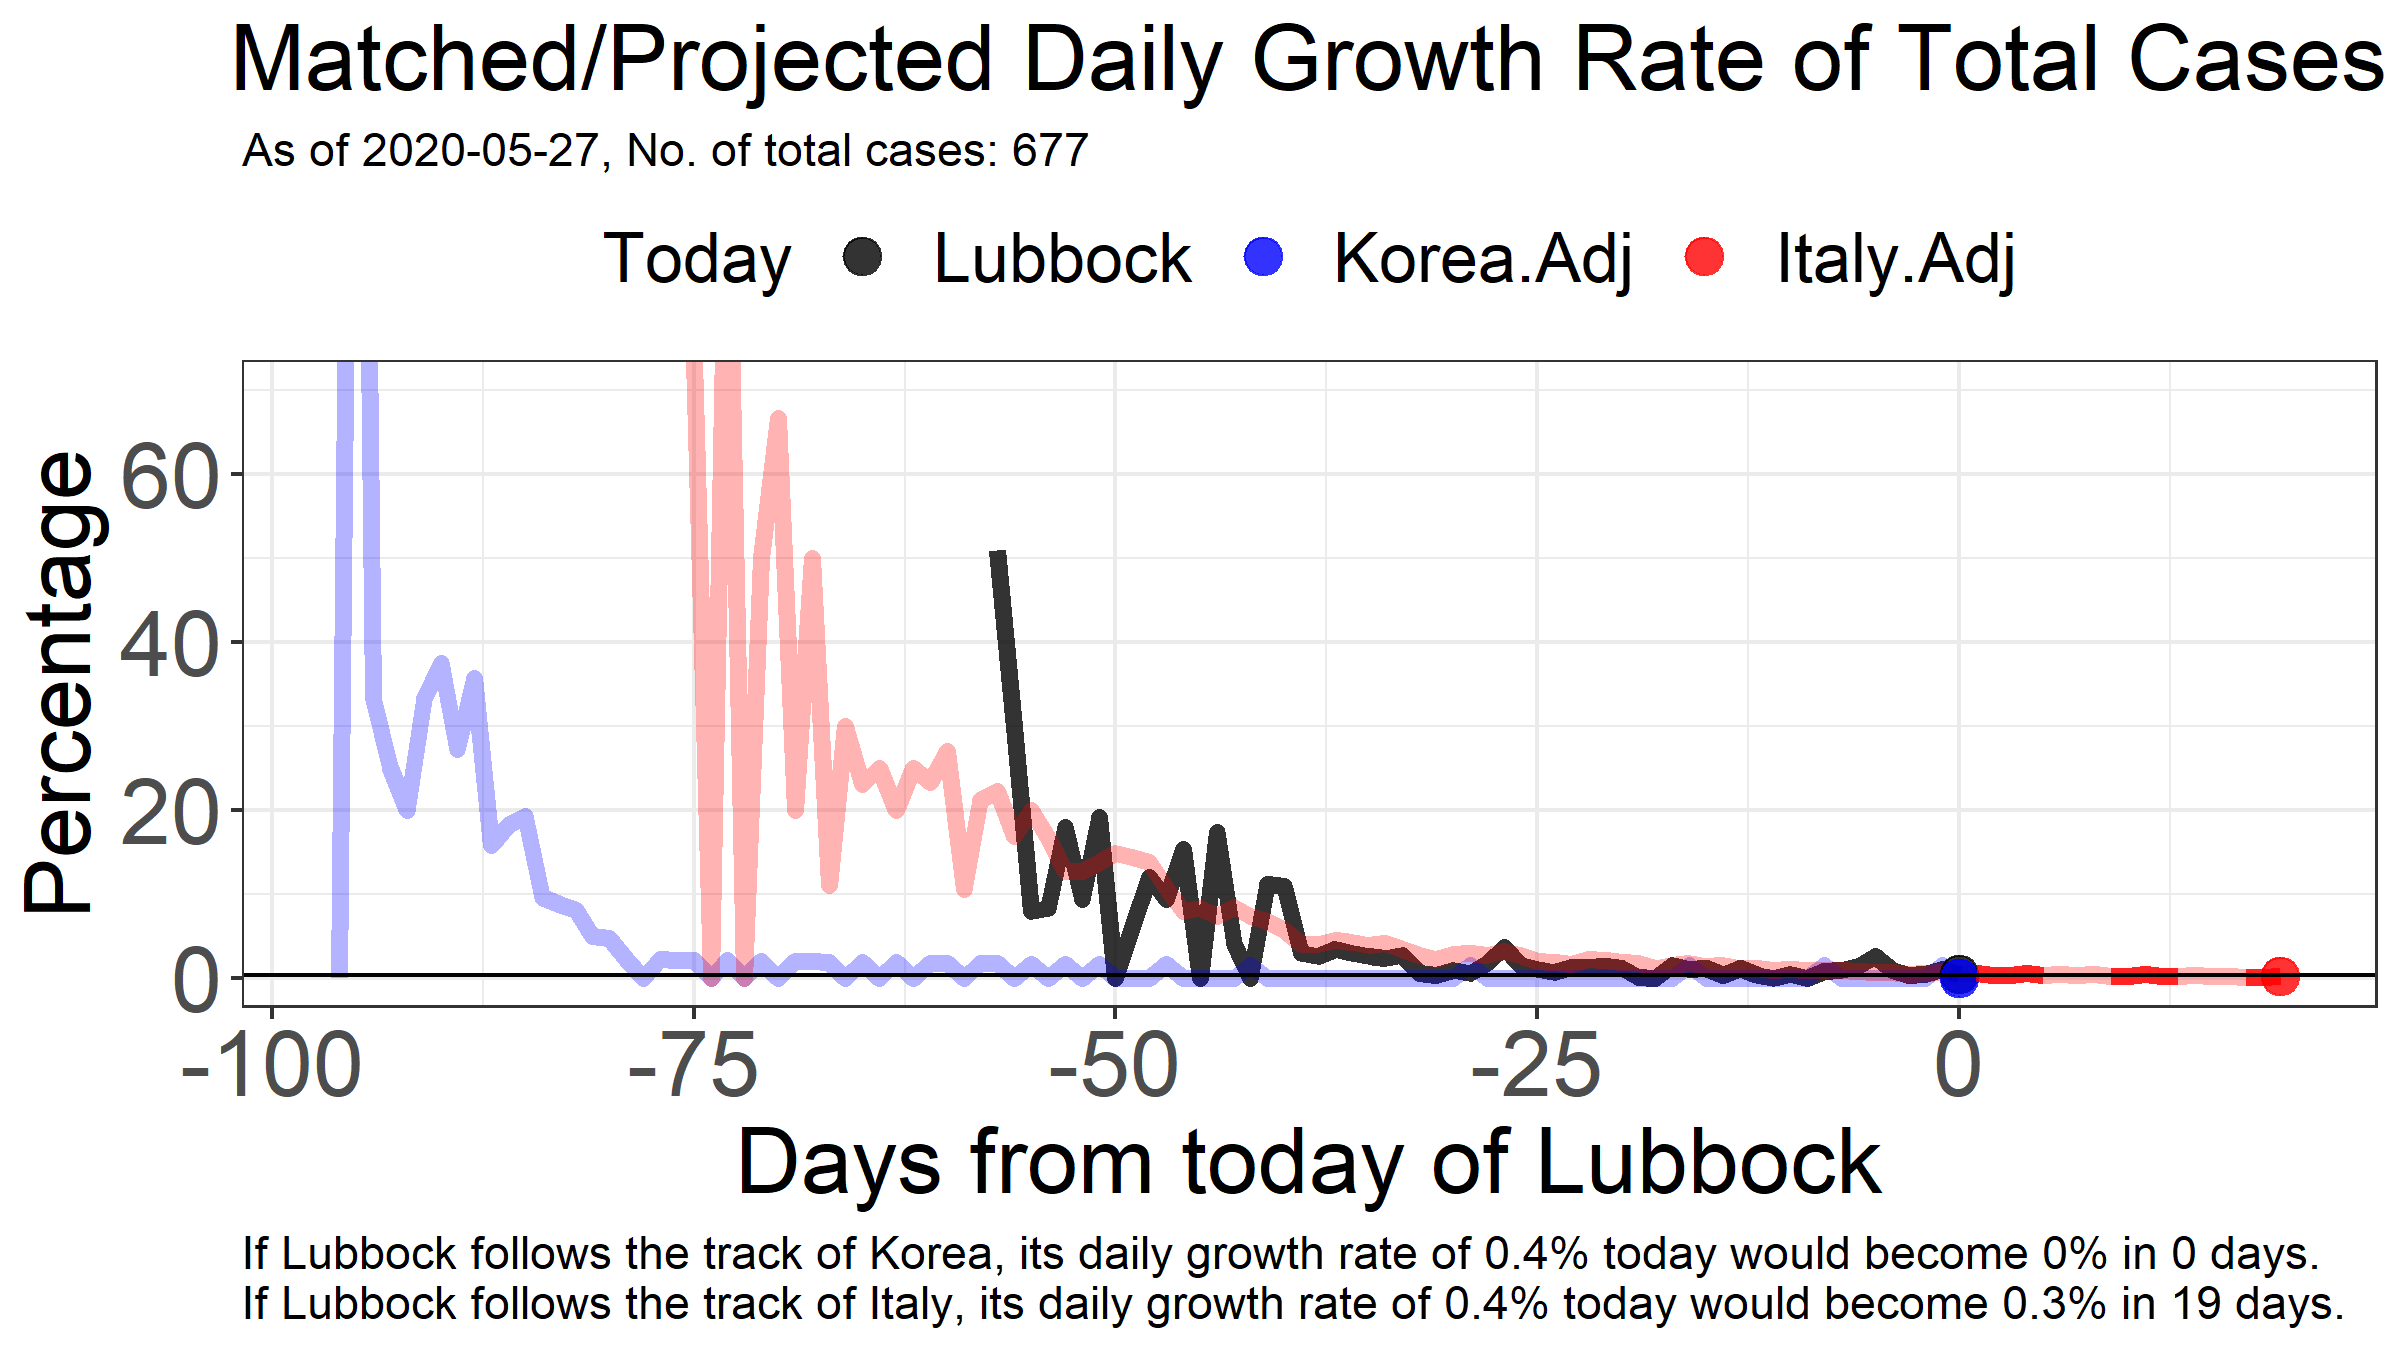 Matched/Projected Daily Growth Rate of Total Cases
As of 2020-05-27, No. of total cases: 677
Today Lubbock Korea.Adj Italy.Adj
Percentage
60
40
20
0
-100 -75 -50 -25 0
Days from today of Lubbock
If Lubbock follows the track of Korea, its daily growth rate of 0.4% today would become 0% in 0 days.
If Lubbock follows the track of Italy, its daily growth rate of 0.4% today would become 0.3% in 19 days.